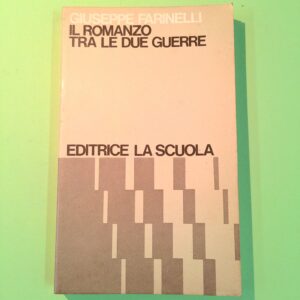 GIUSEPPE FARINELLI
IL ROMANZO
TRA LE DUE GUERRE
EDITRICE LA SCUOLA